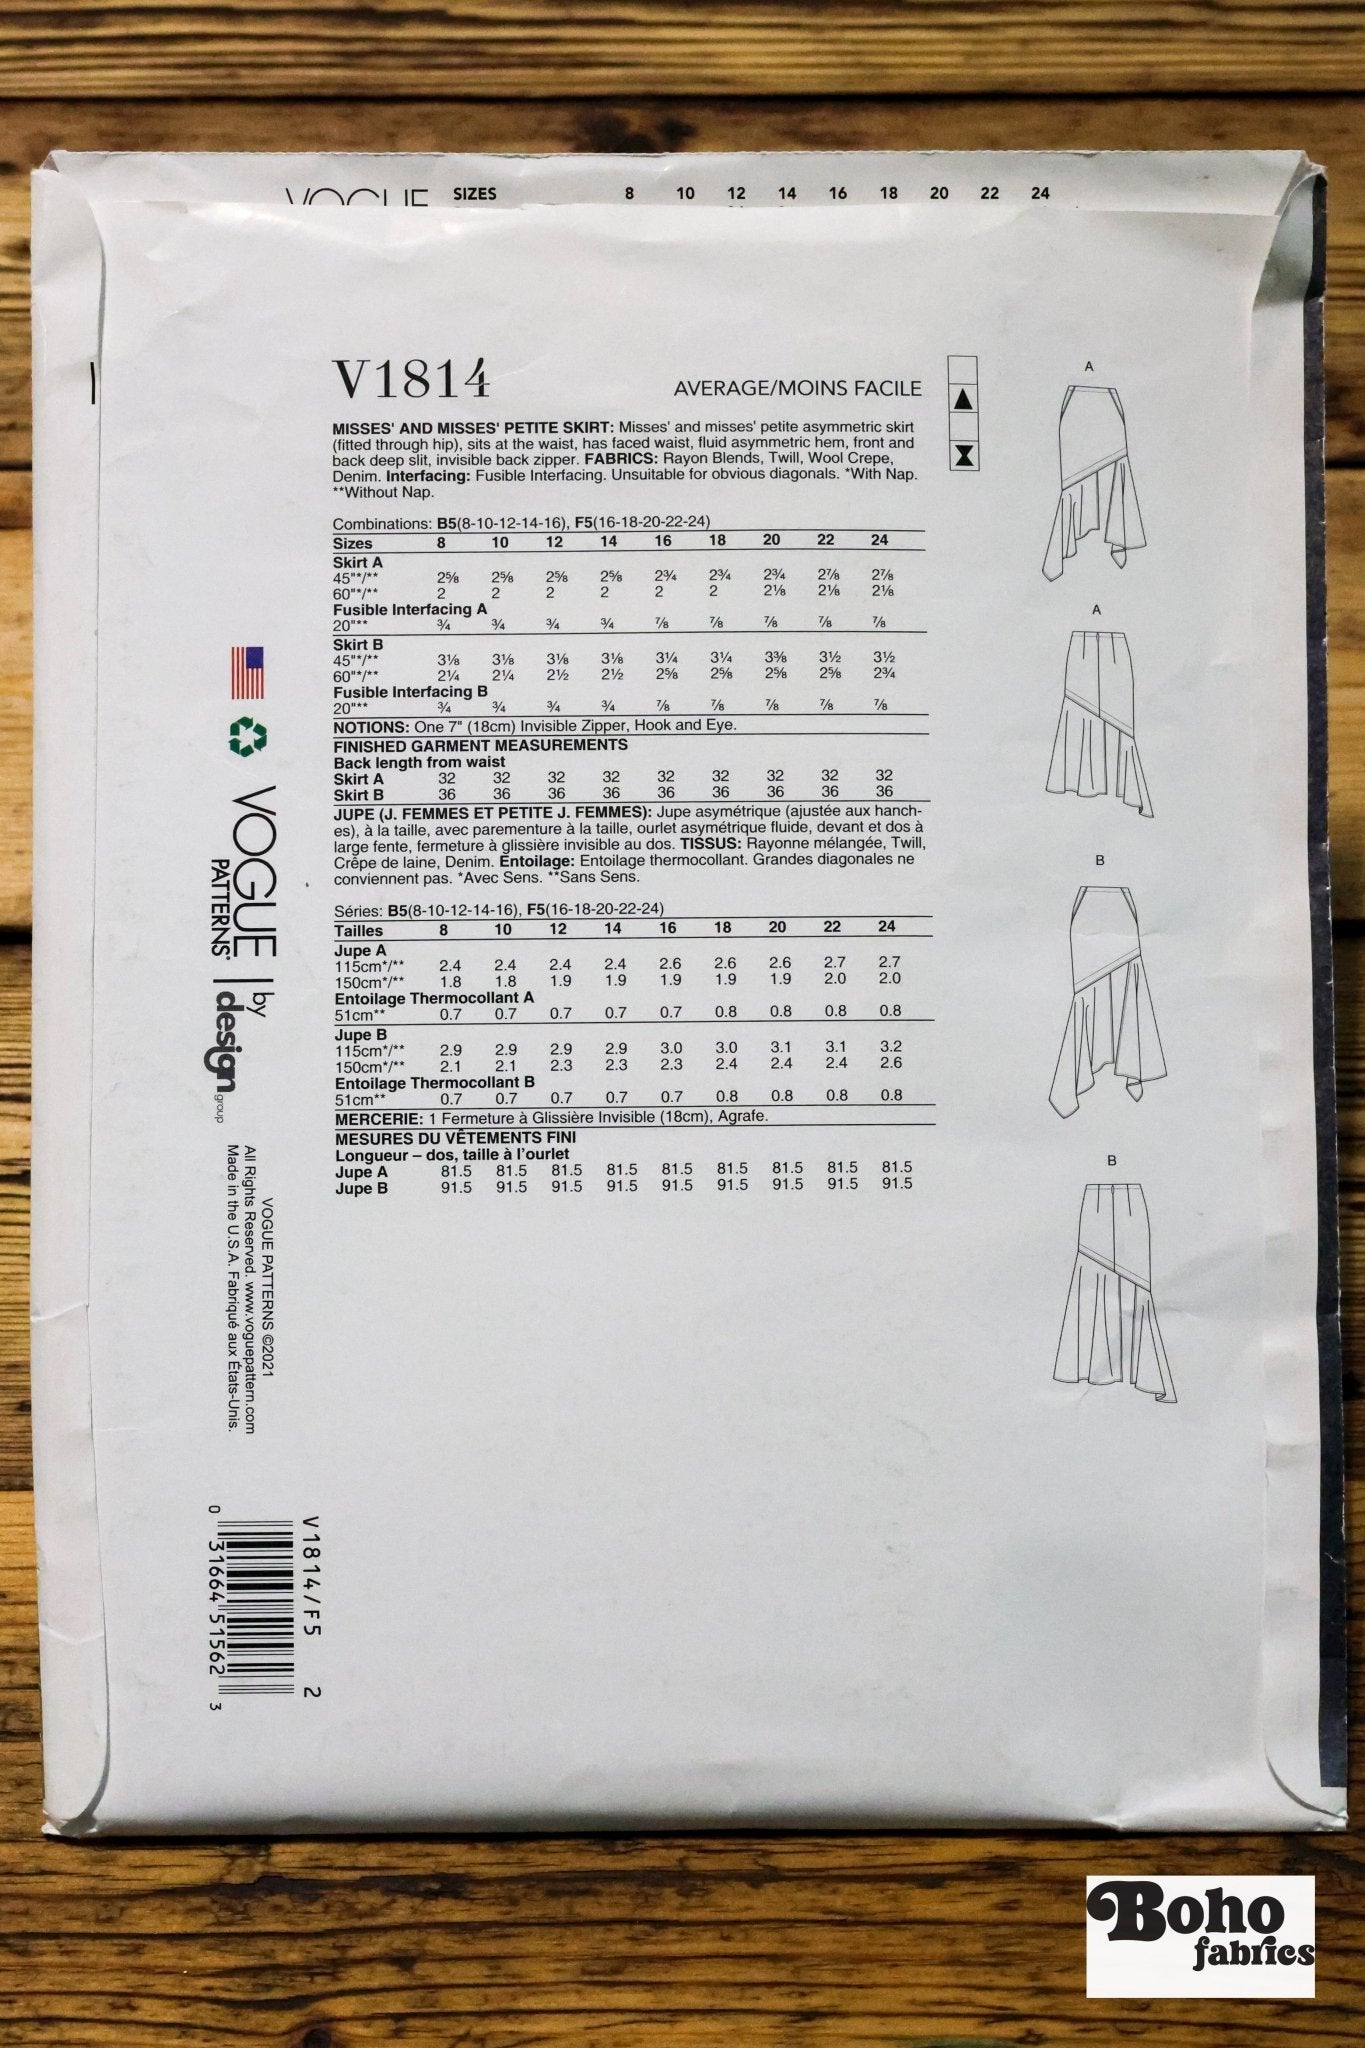 VOGUE SIZES 8 10 12 14 16 18 20 22 24
V1814
AVERAGE/MOINS FACILE
MISSES' AND MISSES' PETITE SKIRT: Misses' and misses' petite asymmetric skirt
(fitted through hip), sits at the waist, has faced waist, fluid asymmetric hem, front and
back deep slit, invisible back zipper. FABRICS: Rayon Blends, Twill, Wool Crepe,
Denim. Interfacing: Fusible Interfacing. Unsuitable for obvious diagonals. *With Nap.
**Without Nap.
Combinations: B5(8-10-12-14-16), F5(16-18-20-22-24)
Sizes 8 10 12 14 16 18 20 22 24
Skirt A
45"*/** 2⅝ 2⅝ 2⅝ 2⅝ 2¾ 2¾ 2¾ 2⅞ 2⅞
60"*/** 2 2 2 2 2 2 2⅛ 2⅛ 2⅛
Fusible Interfacing A
20"** ¾ ¾ ¾ ¾ ⅞ ⅞ ⅞ ⅞ ⅞
Skirt B
45"*/** 3⅛ 3⅛ 3⅛ 3⅛ 3¼ 3¼ 3⅜ 3½ 3½
60"*/** 2¼ 2¼ 2½ 2½ 2⅝ 2⅝ 2⅝ 2⅝ 2¾
Fusible Interfacing B
20"** ¾ ¾ ¾ ¾ ⅞ ⅞ ⅞ ⅞ ⅞
NOTIONS: One 7" (18cm) Invisible Zipper, Hook and Eye.
FINISHED GARMENT MEASUREMENTS
Back length from waist
Skirt A 32 32 32 32 32 32 32 32 32
Skirt B 36 36 36 36 36 36 36 36 36
JUPE (J. FEMMES ET PETITE J. FEMMES): Jupe asymétrique (ajustée aux hanch-
es), à la taille, avec parementure à la taille, ourlet asymétrique fluide, devant et dos à
large fente, fermeture à glissière invisible au dos. TISSUS: Rayonne mélangée, Twill,
Crêpe de laine, Denim. Entoilage: Entoilage thermocollant. Grandes diagonales ne
conviennent pas. *Avec Sens. **Sans Sens.
Séries: B5(8-10-12-14-16), F5(16-18-20-22-24)
Tailles 8 10 12 14 16 18 20 22 24
Jupe A
115cm*/** 2.4 2.4 2.4 2.4 2.6 2.6 2.6 2.7 2.7
150cm*/** 1.8 1.8 1.9 1.9 1.9 1.9 1.9 2.0 2.0
Entoilage Thermocollant A
51cm** 0.7 0.7 0.7 0.7 0.7 0.8 0.8 0.8 0.8
Jupe B
115cm*/** 2.9 2.9 2.9 2.9 3.0 3.0 3.1 3.1 3.2
150cm*/** 2.1 2.1 2.3 2.3 2.3 2.4 2.4 2.4 2.6
Entoilage Thermocollant B
51cm** 0.7 0.7 0.7 0.7 0.7 0.8 0.8 0.8 0.8
MERCERIE: 1 Fermeture à Glissière Invisible (18cm), Agrafe.
MESURES DU VÊTEMENTS FINI
Longueur – dos, taille à l'ourlet
Jupe A 81.5 81.5 81.5 81.5 81.5 81.5 81.5 81.5 81.5
Jupe B 91.5 91.5 91.5 91.5 91.5 91.5 91.5 91.5 91.5
A
A
B
B
VOGUE
PATTERNS®
by
design
group
VOGUE PATTERNS ©2021
All Rights Reserved. www.voguepattern.com
Made in the U.S.A. Fabriqué aux États-Unis.
V1814/F5 2
0 31664 51562 3
Boho
fabrics